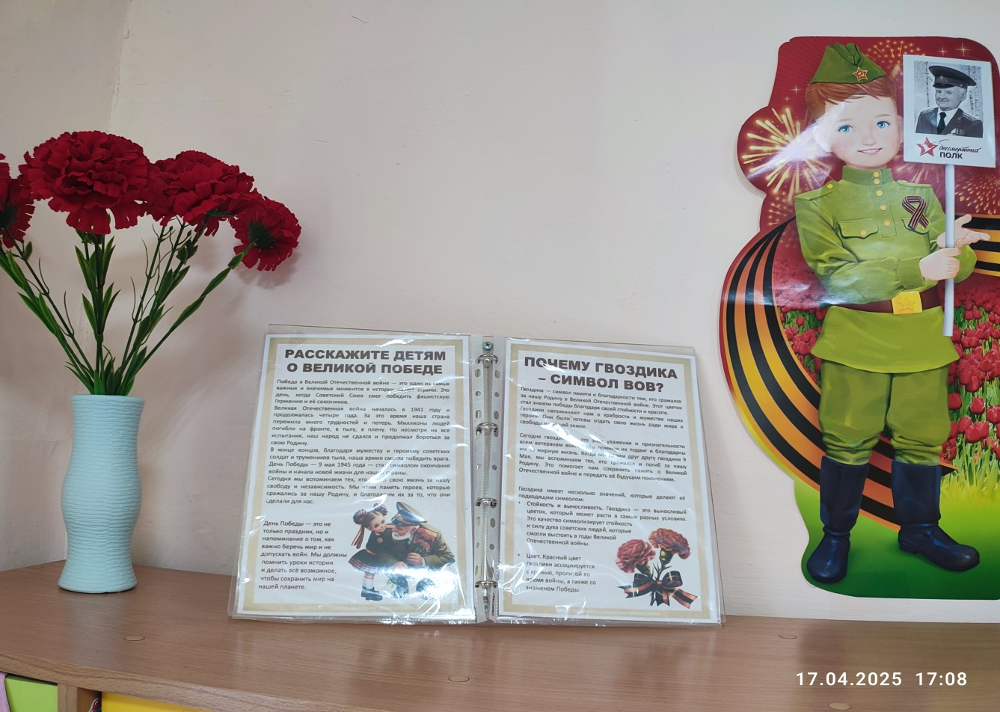 РАССКАЖИТЕ ДЕТЯМ
О ВЕЛИКОЙ ПОБЕДЕ
Победа в Великой Отечественной войне — это один из самых
важных и значимых моментов в истории нашей страны. Это
день, когда Советский Союз смог победить фашистскую
Германию и её союзников.
Великая Отечественная война началась в 1941 году и
продолжалась четыре года. За это время наша страна
пережила много трудностей и потерь. Миллионы людей
погибли на фронте, в тылу, в плену. Но несмотря на все
испытания, наш народ не сдался и продолжал бороться за
свою Родину.
В конце концов, благодаря мужеству и героизму советских
солдат и тружеников тыла, наша армия смогла победить врага.
День Победы — 9 мая 1945 года — стал символом окончания
войны и начала новой жизни для нашей страны.
Сегодня мы вспоминаем тех, кто отдал свою жизнь за нашу
свободу и независимость. Мы чтим память героев, которые
сражались за нашу Родину, и благодарим их за то, что они
сделали для нас.
День Победы — это не
только праздник, но и
напоминание о том, как
важно беречь мир и не
допускать войн. Мы должны
помнить уроки истории
и делать всё возможное,
чтобы сохранить мир на
нашей планете.
ПОЧЕМУ ГВОЗДИКА
– СИМВОЛ ВОВ?
Гвоздика — символ памяти и благодарности тем, кто сражался
за нашу Родину в Великой Отечественной войне. Этот цветок
стал знаком победы благодаря своей стойкости и красоте.
Гвоздики напоминают нам о храбрости и мужестве наших
героев. Они были готовы отдать свою жизнь ради мира и
свободы на нашей земле.
Сегодня гвоздика — это знак уважения и признательности
всем ветеранам войны. Мы помним их подвиг и благодарны
им за мирную жизнь. Когда мы дарим друг другу гвоздики 9
Мая, мы вспоминаем тех, кто сражался и погиб за нашу
Родину. Это помогает нам сохранить память о Великой
Отечественной войне и передать её будущим поколениям.
Гвоздика имеет несколько значений, которые делают её
подходящим символом:
• Стойкость и выносливость. Гвоздика — это выносливый
цветок, который может расти в самых разных условиях.
Это качество символизирует стойкость
и силу духа советских людей, которые
смогли выстоять в годы Великой
Отечественной войны.
• Цвет. Красный цвет
гвоздики ассоциируется
с кровью, пролитой во
время войны, а также со
знаменем Победы.
бессмертный
ПОЛК
17.04.2025 17:08